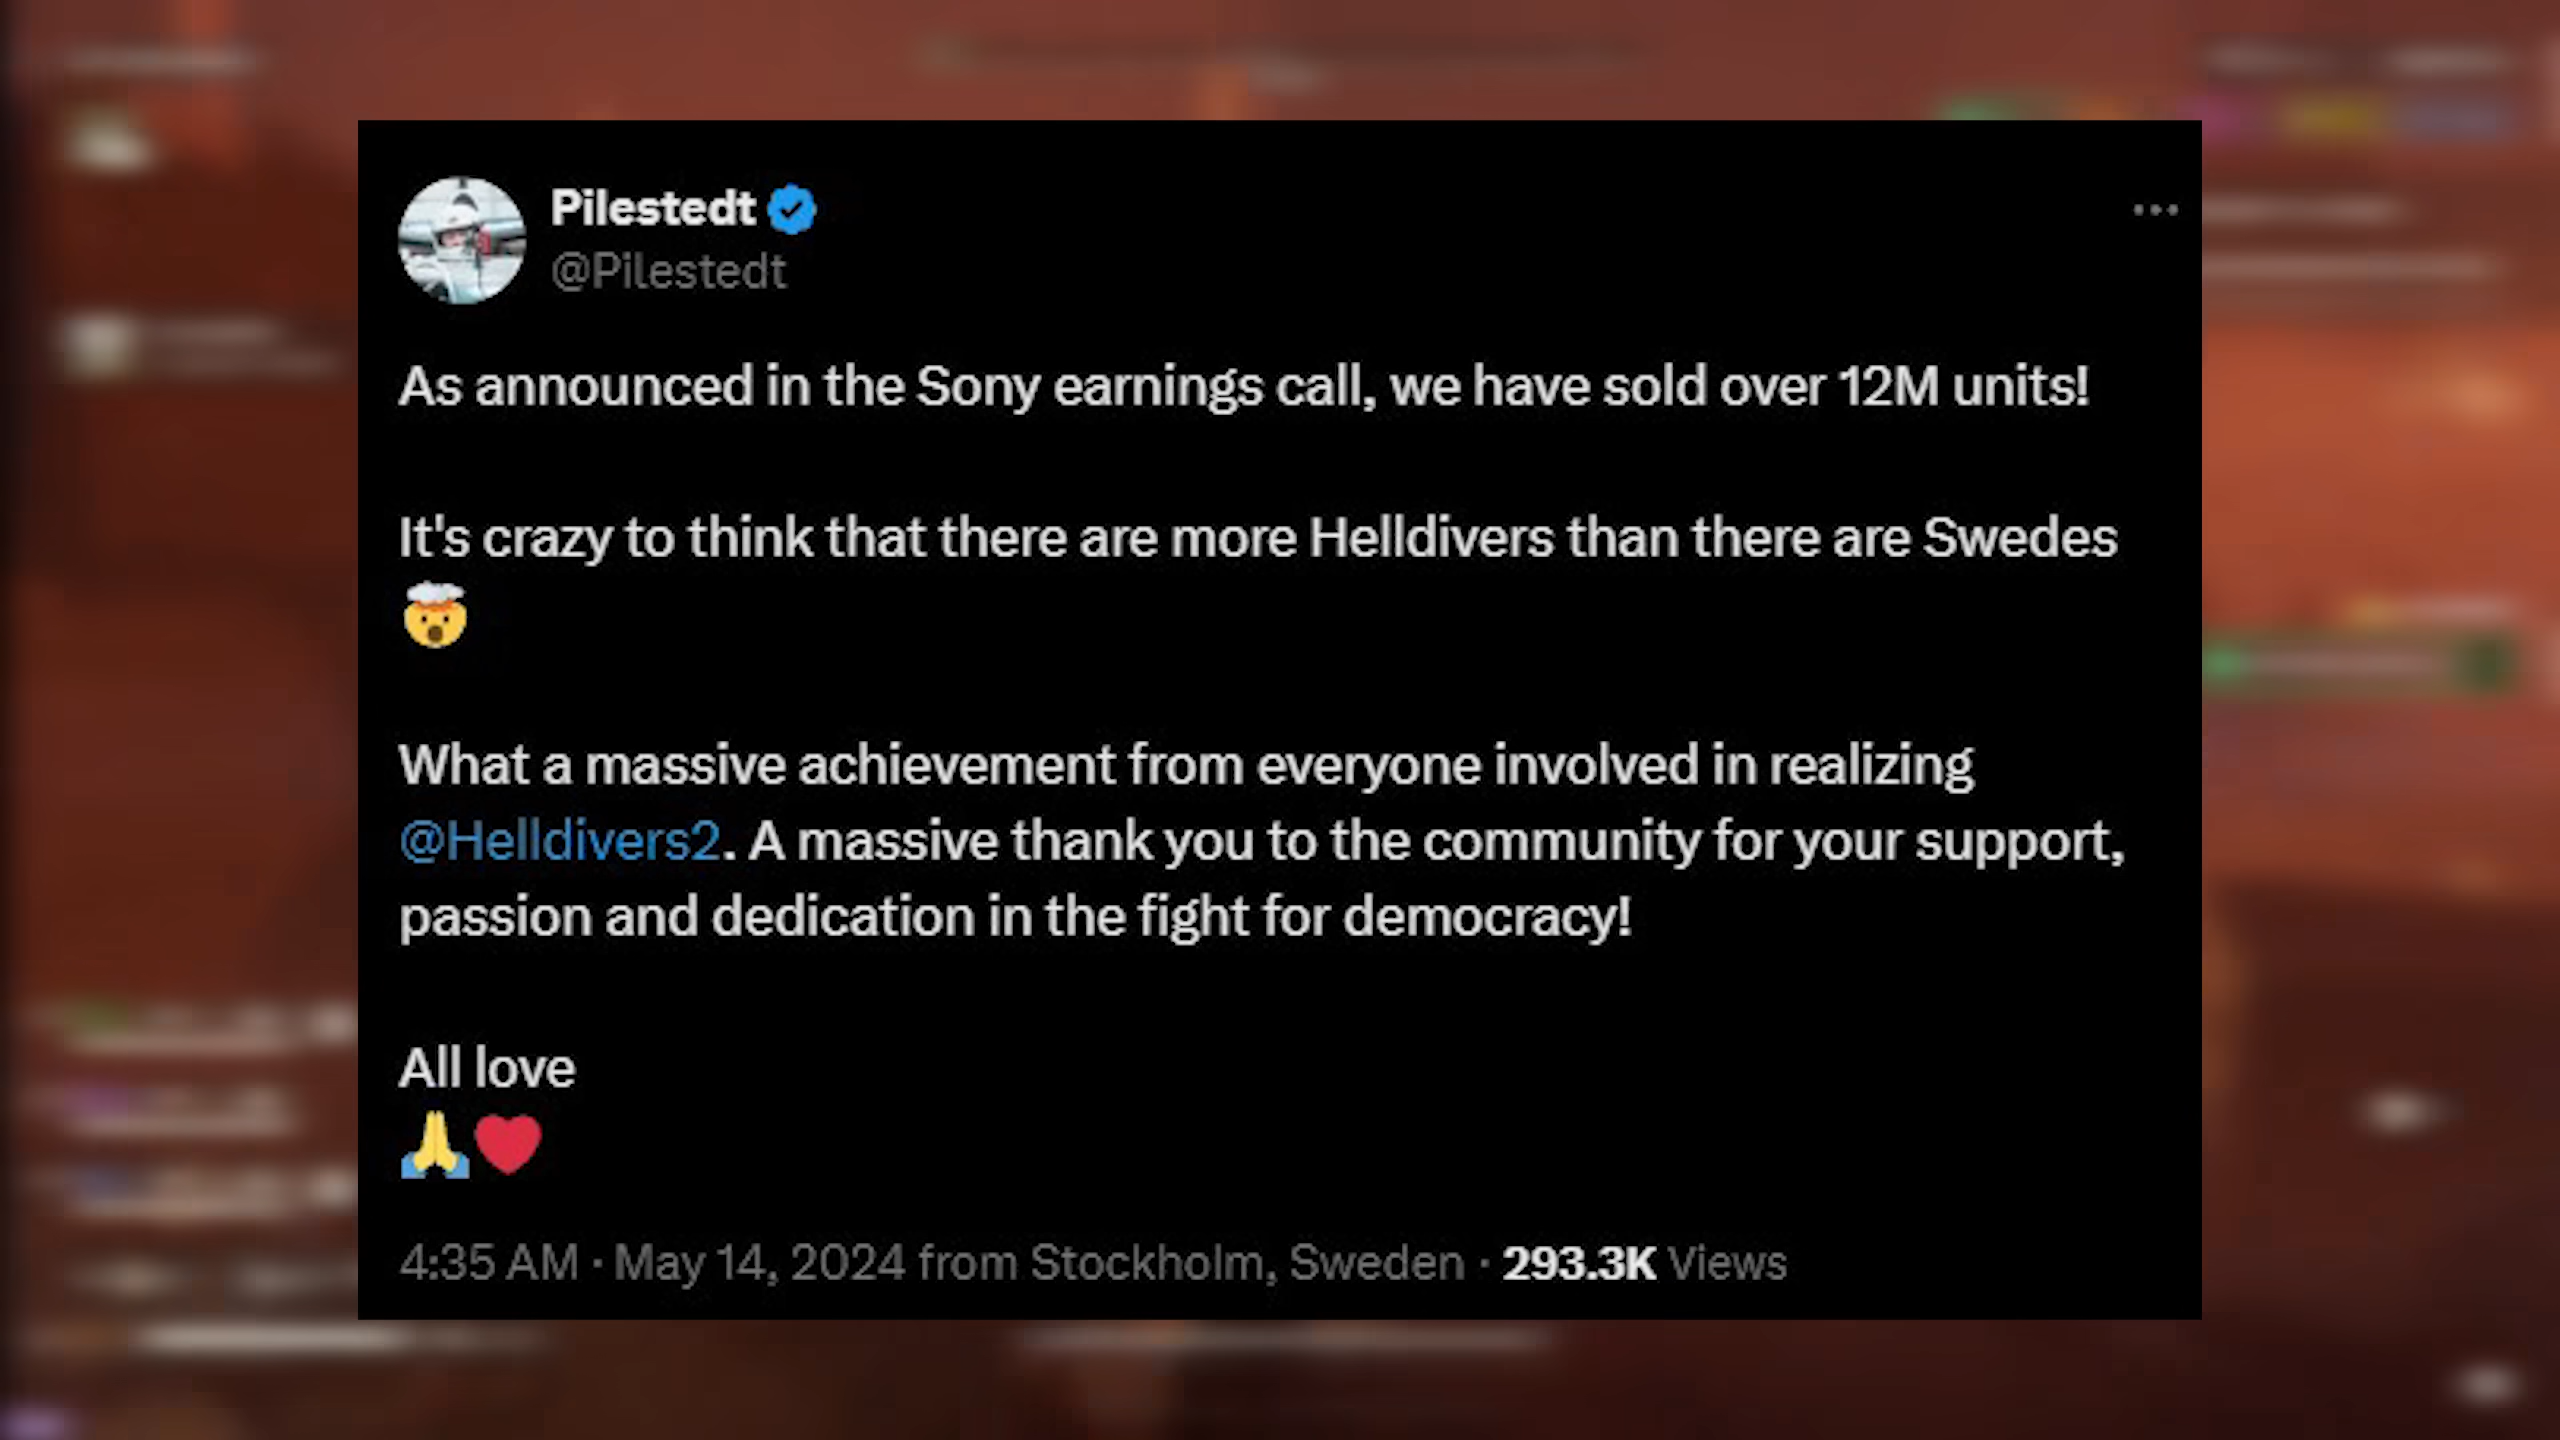 Pilestedt
@Pilestedt
As announced in the Sony earnings call, we have sold over 12M units!
It's crazy to think that there are more Helldivers than there are Swedes
🤯
What a massive achievement from everyone involved in realizing
@Helldivers2. A massive thank you to the community for your support,
passion and dedication in the fight for democracy!
All love
🙏❤️
4:35 AM · May 14, 2024 from Stockholm, Sweden · 293.3K Views